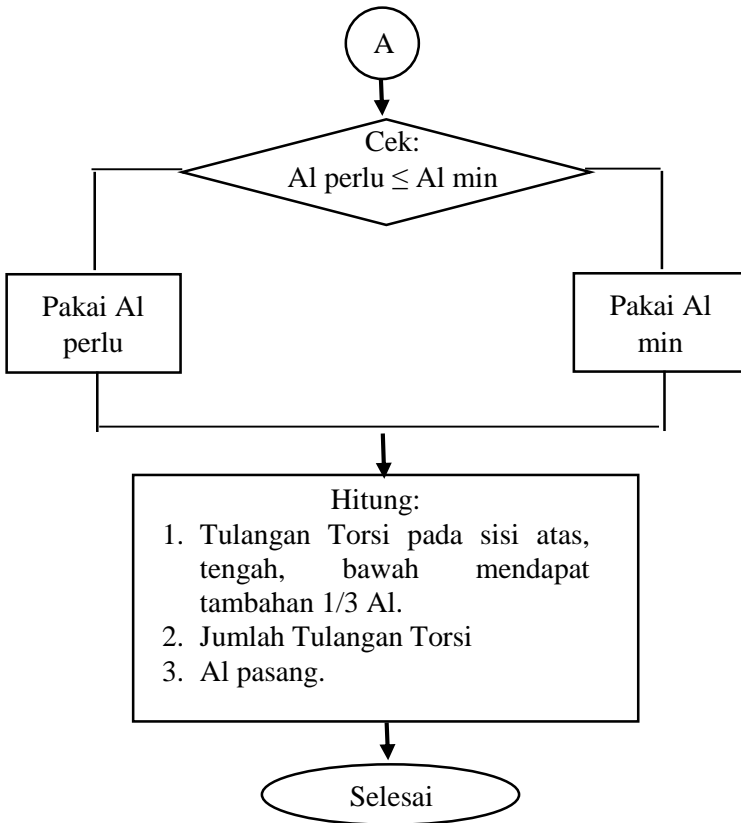 A
Cek:
Al perlu ≤ Al min
Pakai Al
perlu
Pakai Al
min
Hitung:
1. Tulangan Torsi pada sisi atas,
tengah, bawah mendapat
tambahan 1/3 Al.
2. Jumlah Tulangan Torsi
3. Al pasang.
Selesai